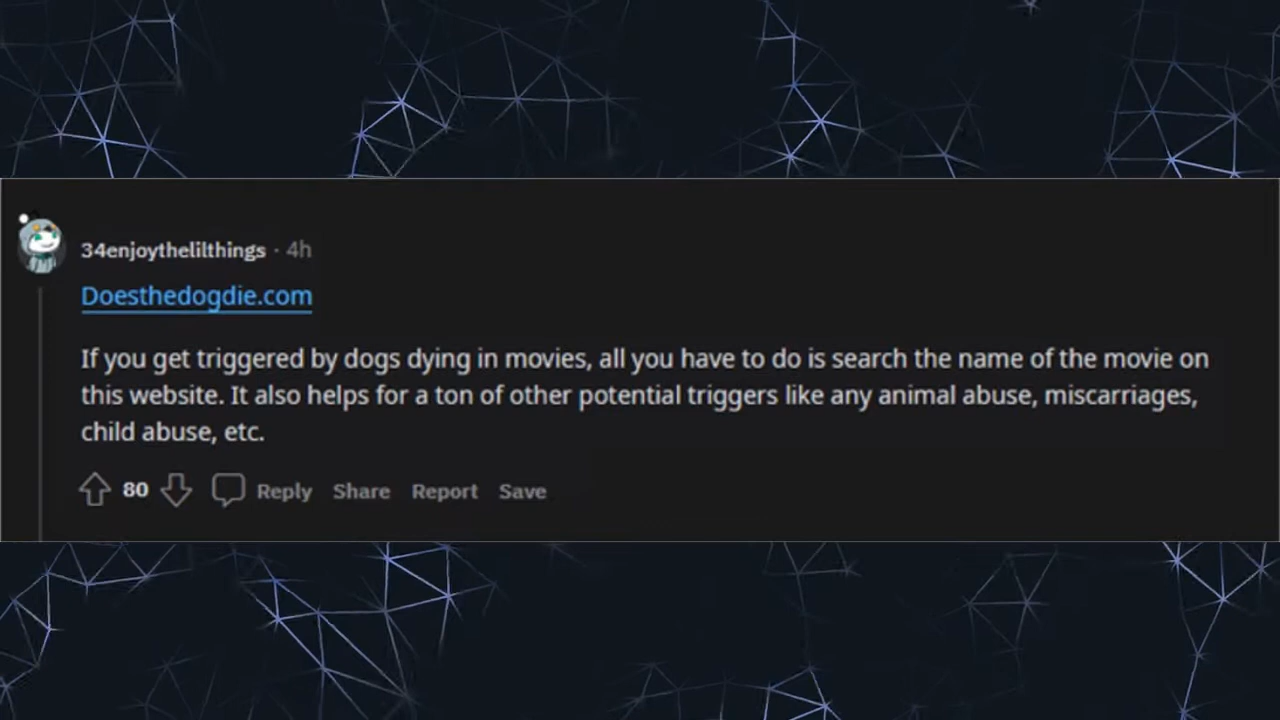 34enjoythelilthings · 4h
Doesthedogdie.com
If you get triggered by dogs dying in movies, all you have to do is search the name of the movie on
this website. It also helps for a ton of other potential triggers like any animal abuse, miscarriages,
child abuse, etc.
80 Reply Share Report Save